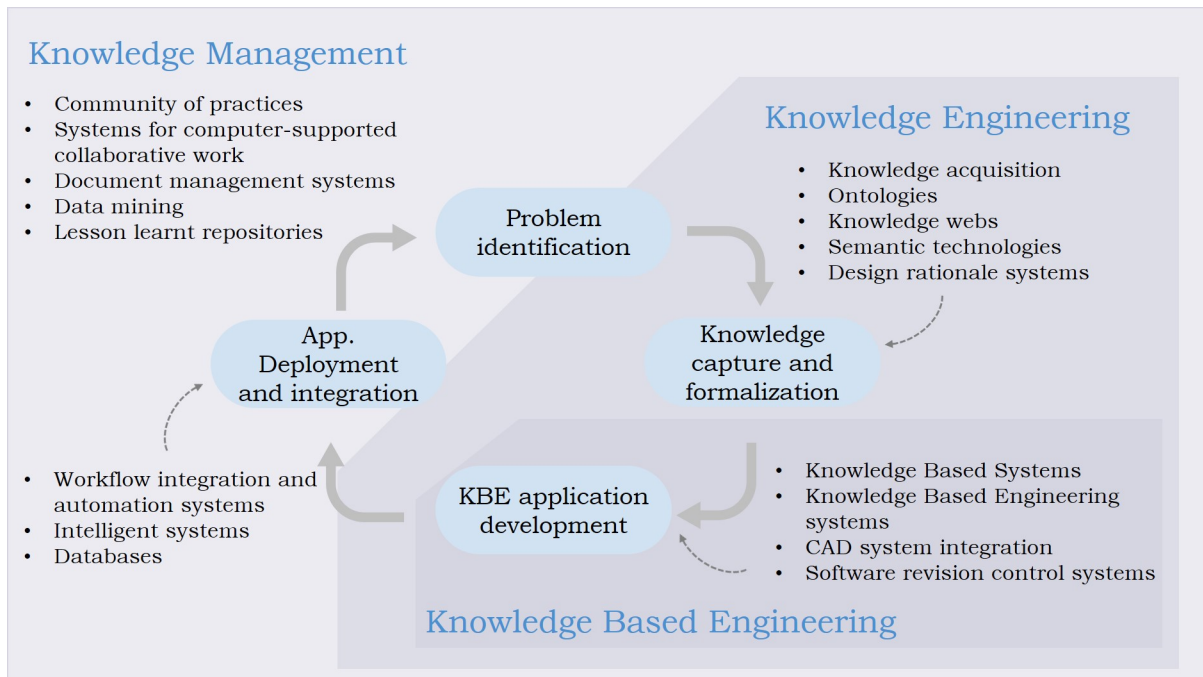 Knowledge Management
• Community of practices
• Systems for computer-supported
collaborative work
• Document management systems
• Data mining
• Lesson learnt repositories
Knowledge Engineering
• Knowledge acquisition
• Ontologies
• Knowledge webs
• Semantic technologies
• Design rationale systems
Problem
identification
Knowledge
capture and
formalization
App.
Deployment
and integration
• Workflow integration and
automation systems
• Intelligent systems
• Databases
KBE application
development
• Knowledge Based Systems
• Knowledge Based Engineering
systems
• CAD system integration
• Software revision control systems
Knowledge Based Engineering